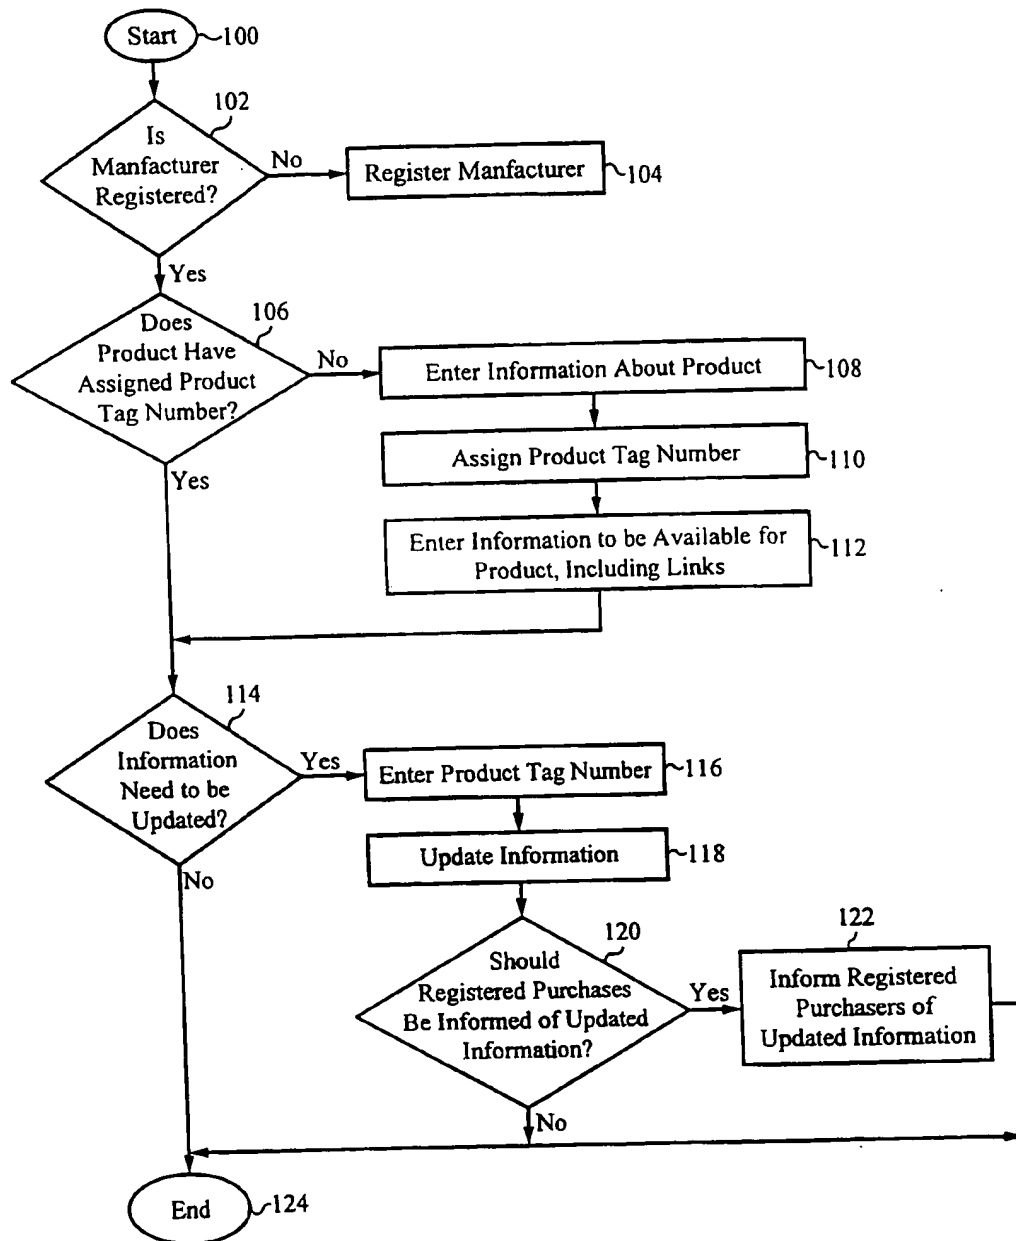 Start
100
102
Is
Manfacturer
Registered?
No
Register Manfacturer
104
Yes
106
Does
Product Have
Assigned Product
Tag Number?
No
Enter Information About Product
108
Assign Product Tag Number
110
Yes
Enter Information to be Available for
Product, Including Links
112
114
Does
Information
Need to be
Updated?
Yes
Enter Product Tag Number
116
Update Information
118
No
120
Should
Registered Purchases
Be Informed of Updated
Information?
Yes
122
Inform Registered
Purchasers of
Updated Information
No
End
124